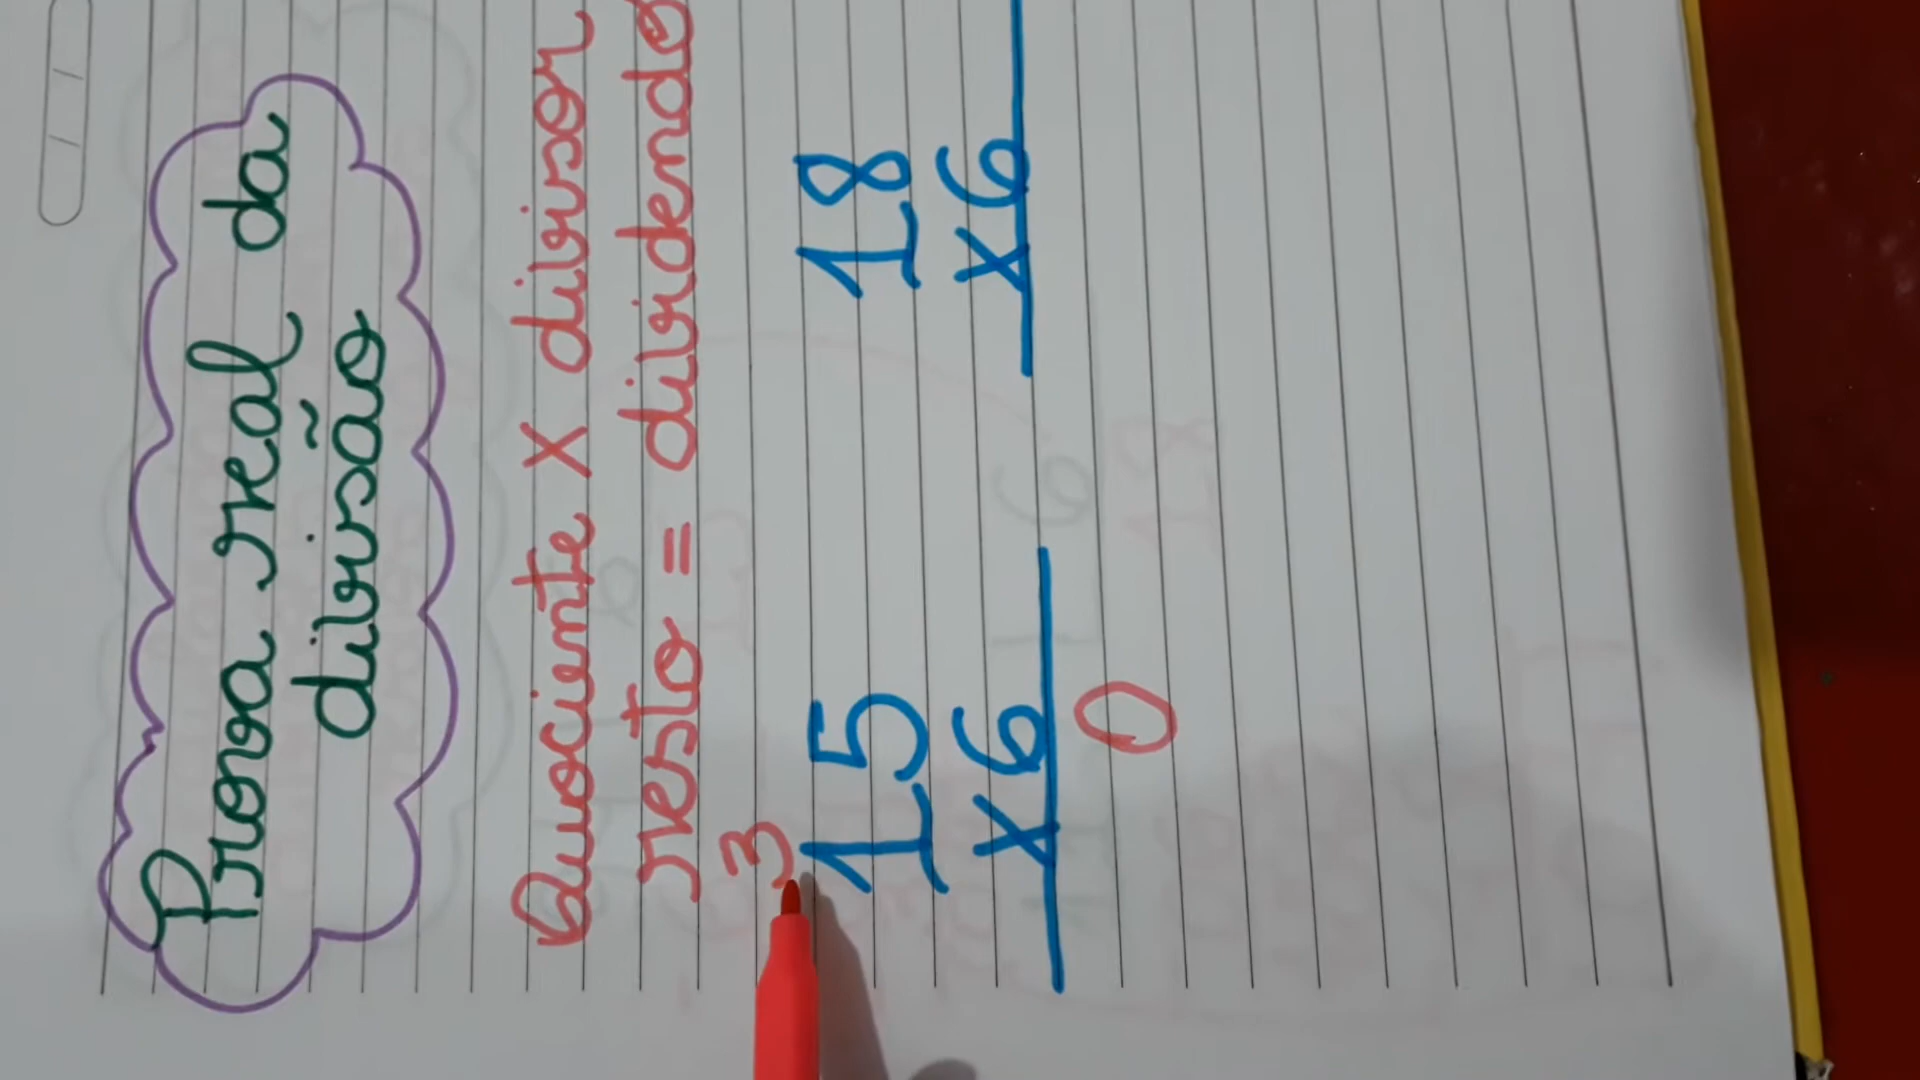 Prova real da
divisão
Quociente X divisor
resto = dividendo
3
15 18
x6 x6
0